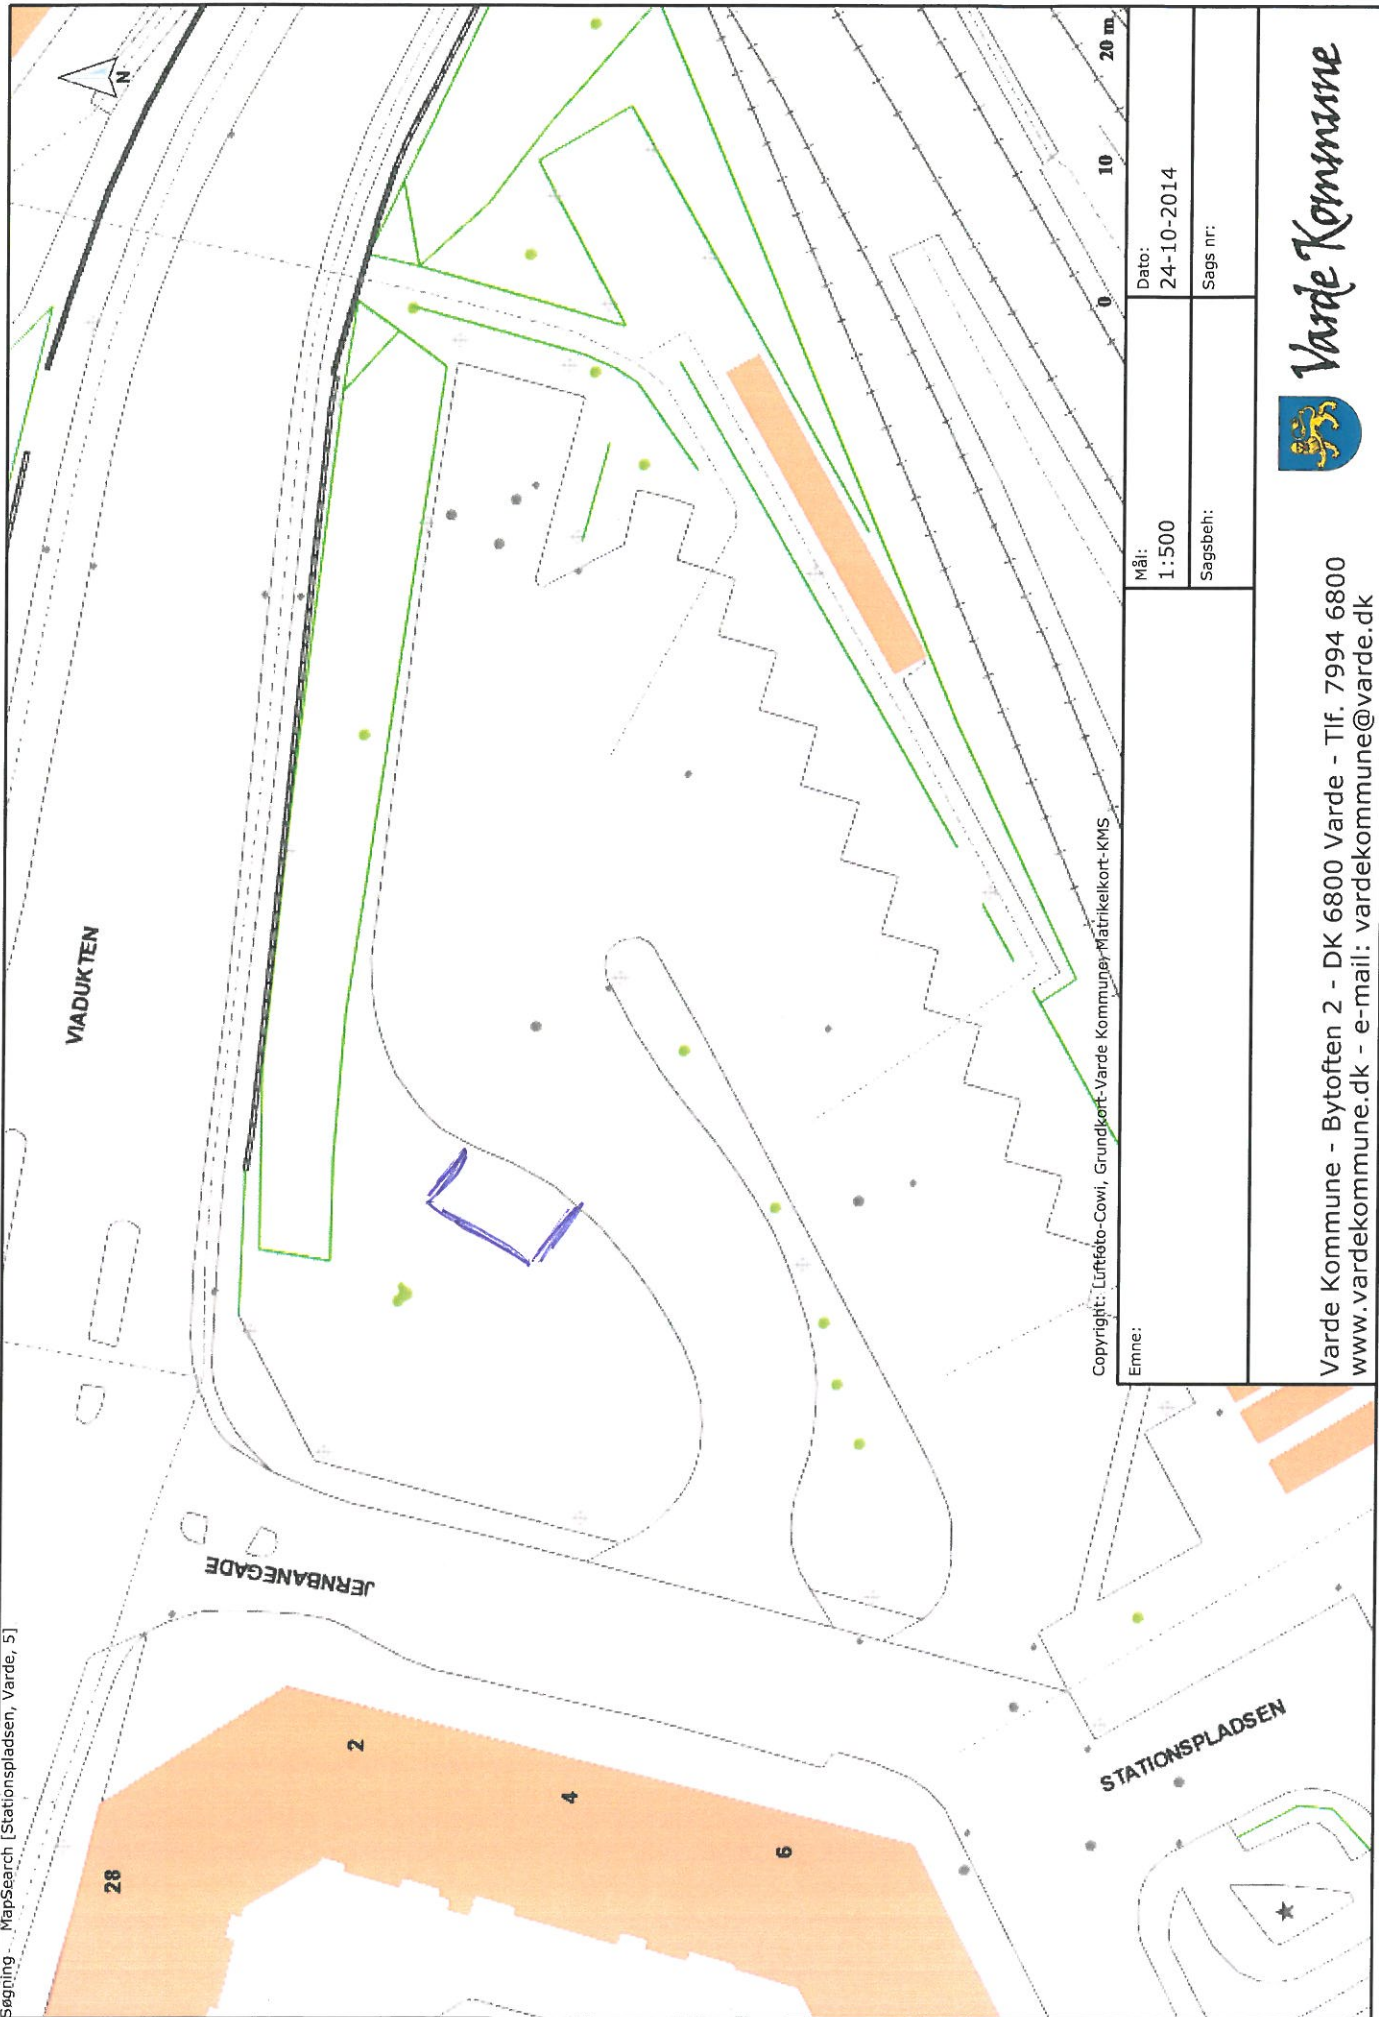 Søgning - MapSearch [Stationspladsen, Varde, 5]
N
VIADUKTEN
JERNBANEGADE
28
2
4
6
STATIONSPLADSEN
0 10 20 m
Copyright: Luftfoto-Cowi, Grundkort-Varde Kommune, Matrikelkort-KMS
Emne:
Mål:
1:500
Dato:
24-10-2014
Sagsbeh:
Sags nr:
Varde Kommune
Varde Kommune - Bytoften 2 - DK 6800 Varde - Tlf. 7994 6800
www.vardekommune.dk - e-mail: vardekommune@varde.dk